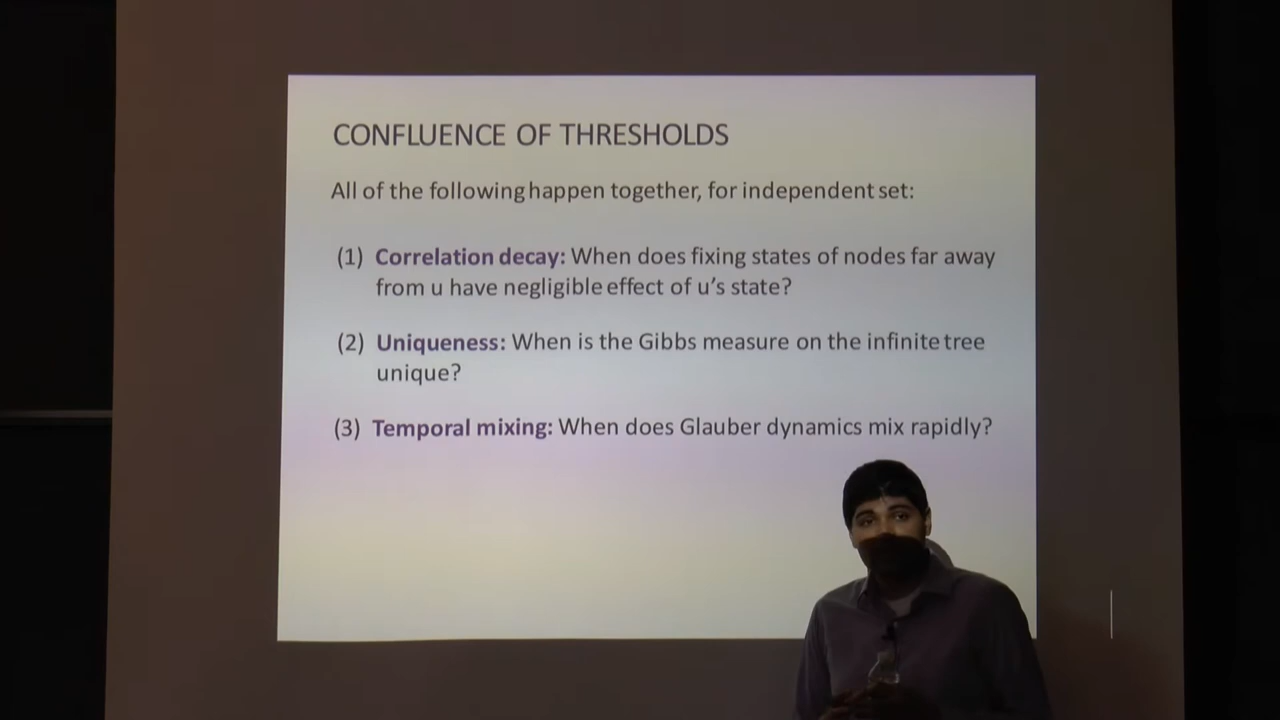 CONFLUENCE OF THRESHOLDS
All of the following happen together, for independent set:
(1) Correlation decay: When does fixing states of nodes far away
from u have negligible effect of u's state?
(2) Uniqueness: When is the Gibbs measure on the infinite tree
unique?
(3) Temporal mixing: When does Glauber dynamics mix rapidly?